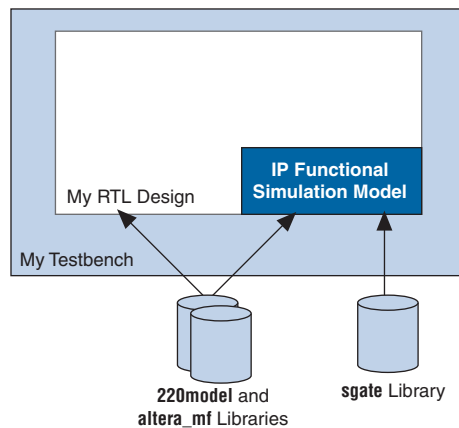 IP Functional
Simulation Model
My RTL Design
My Testbench
220model and
altera_mf Libraries
sgate Library